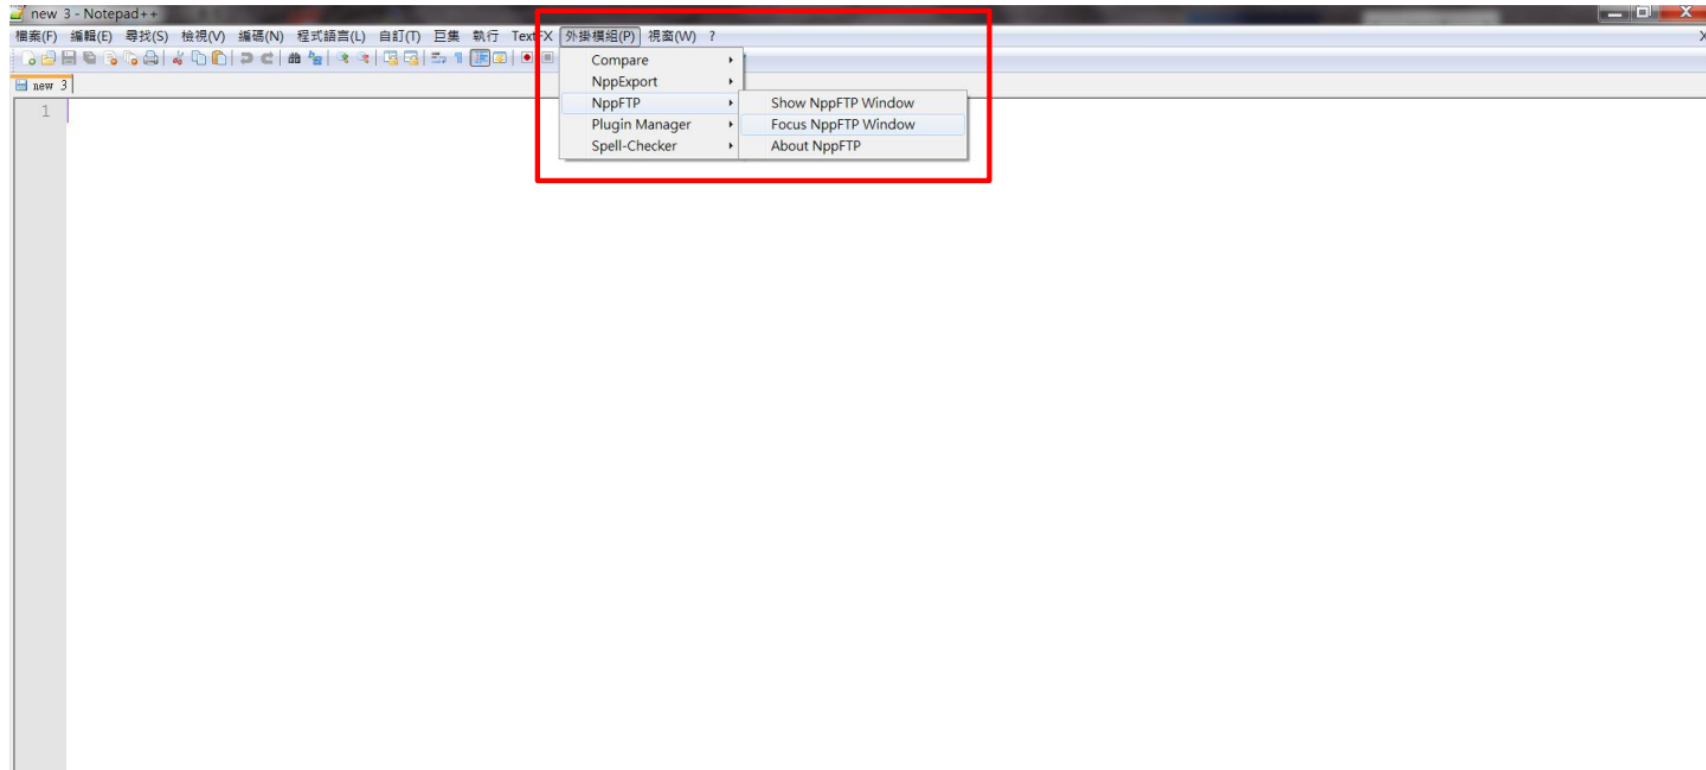 new 3 - Notepad++
檔案(F) 編輯(E) 尋找(S) 檢視(V) 編碼(N) 程式語言(L) 自訂(T) 巨集 執行 TextFX 外掛模組(P) 視窗(W) ? X
new 3
1
Compare
NppExport
NppFTP
Plugin Manager
Spell-Checker
Show NppFTP Window
Focus NppFTP Window
About NppFTP